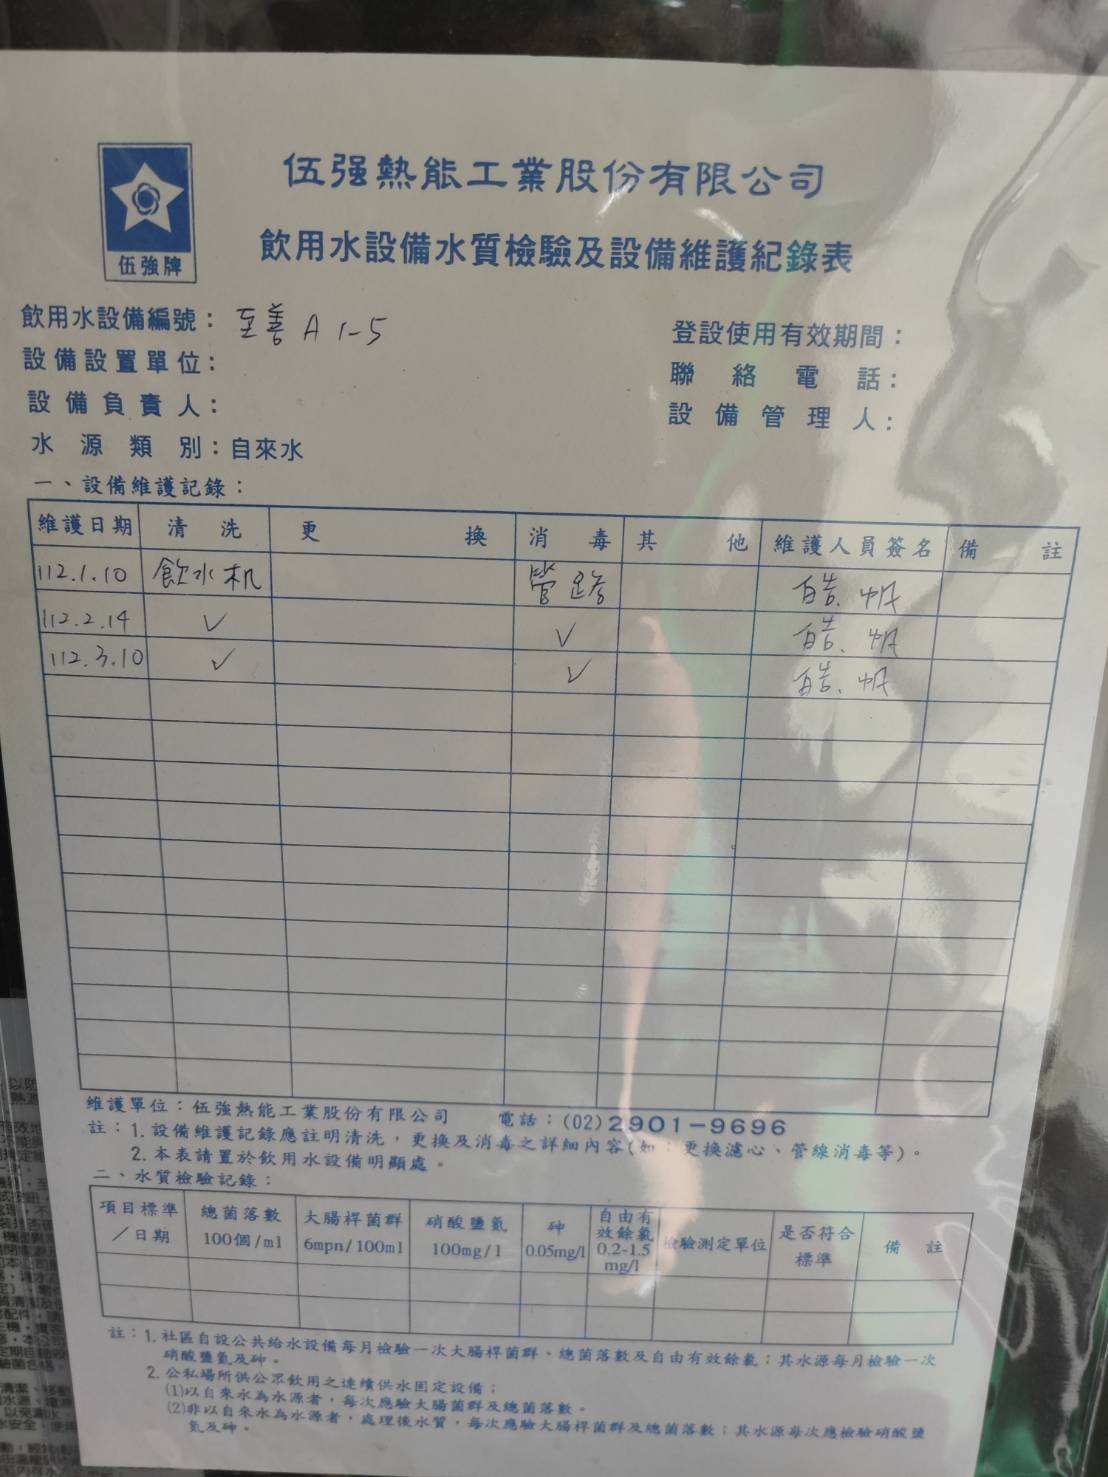 伍強牌
伍强熱能工業股份有限公司
飲用水設備水質檢驗及設備維護紀錄表
飲用水設備編號：至善 A 1-5
登設使用有效期間：
設備設置單位：
聯絡電話：
設備負責人：
設備管理人：
水源類別：自來水
一、設備維護記錄：
維護日期 清洗 更換 消毒 其他 維護人員簽名 備註
112.1.10 飲水机 管路 皓帆
112.2.14 ✓ ✓ 皓帆
112.3.10 ✓ ✓ 皓帆
維護單位：伍強熱能工業股份有限公司 電話：(02)2901-9696
註：1. 設備維護記錄應註明清洗，更換及消毒之詳細內容(如：更換濾心、管線消毒等)。
2. 本表請置於飲用水設備明顯處。
二、水質檢驗記錄：
項目標準／日期 總菌落數 100個/ml 大腸桿菌群 6mpn/100ml 硝酸鹽氮 100mg/l 砷 0.05mg/l 自由有效餘氯 0.2-1.5 mg/l 檢驗測定單位 是否符合標準 備註
註：1. 社區自設公共給水設備每月檢驗一次大腸桿菌群、總菌落數及自由有效餘氯；其水源每月檢驗一次
硝酸鹽氮及砷。
2. 公私場所供公眾飲用之連續供水固定設備；
(1)以自來水為水源者，每次應驗大腸菌群及總菌落數。
(2)非以自來水為水源者，處理後水質，每次應驗大腸桿菌群及總菌落數；其水源每次應檢驗硝酸鹽
氮及砷。